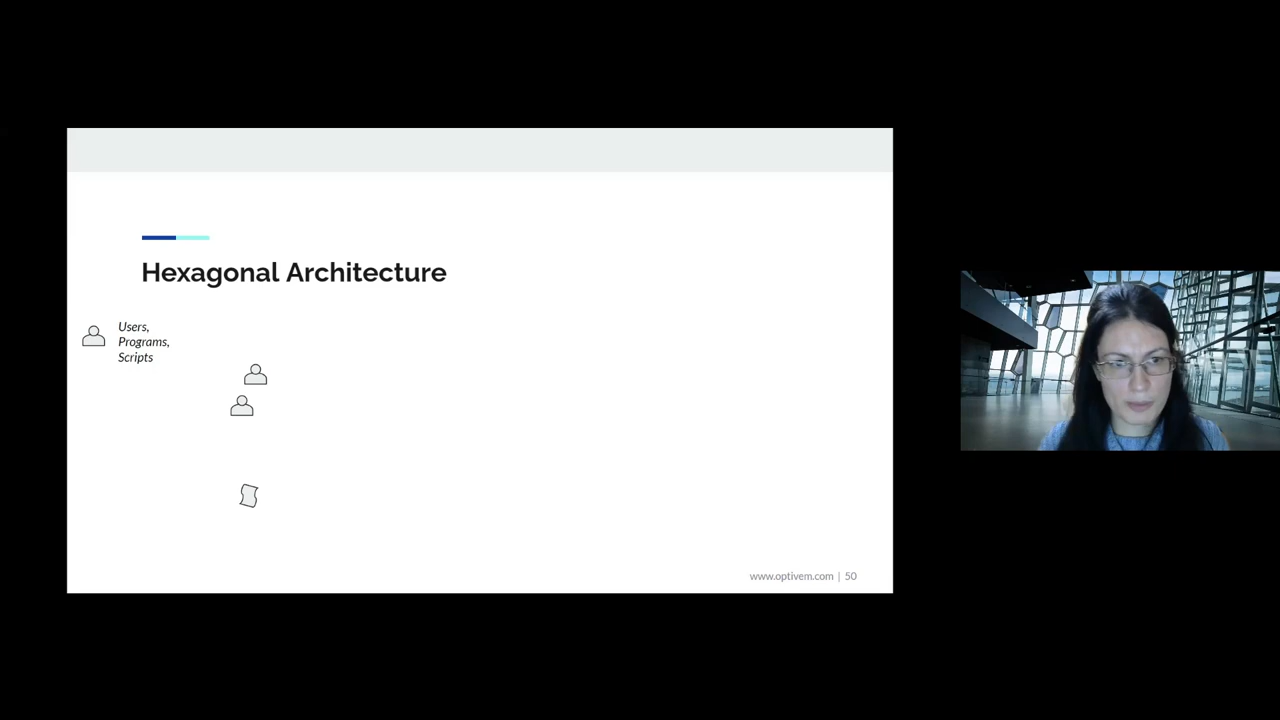 Hexagonal Architecture
Users,
Programs,
Scripts
www.optivem.com | 50